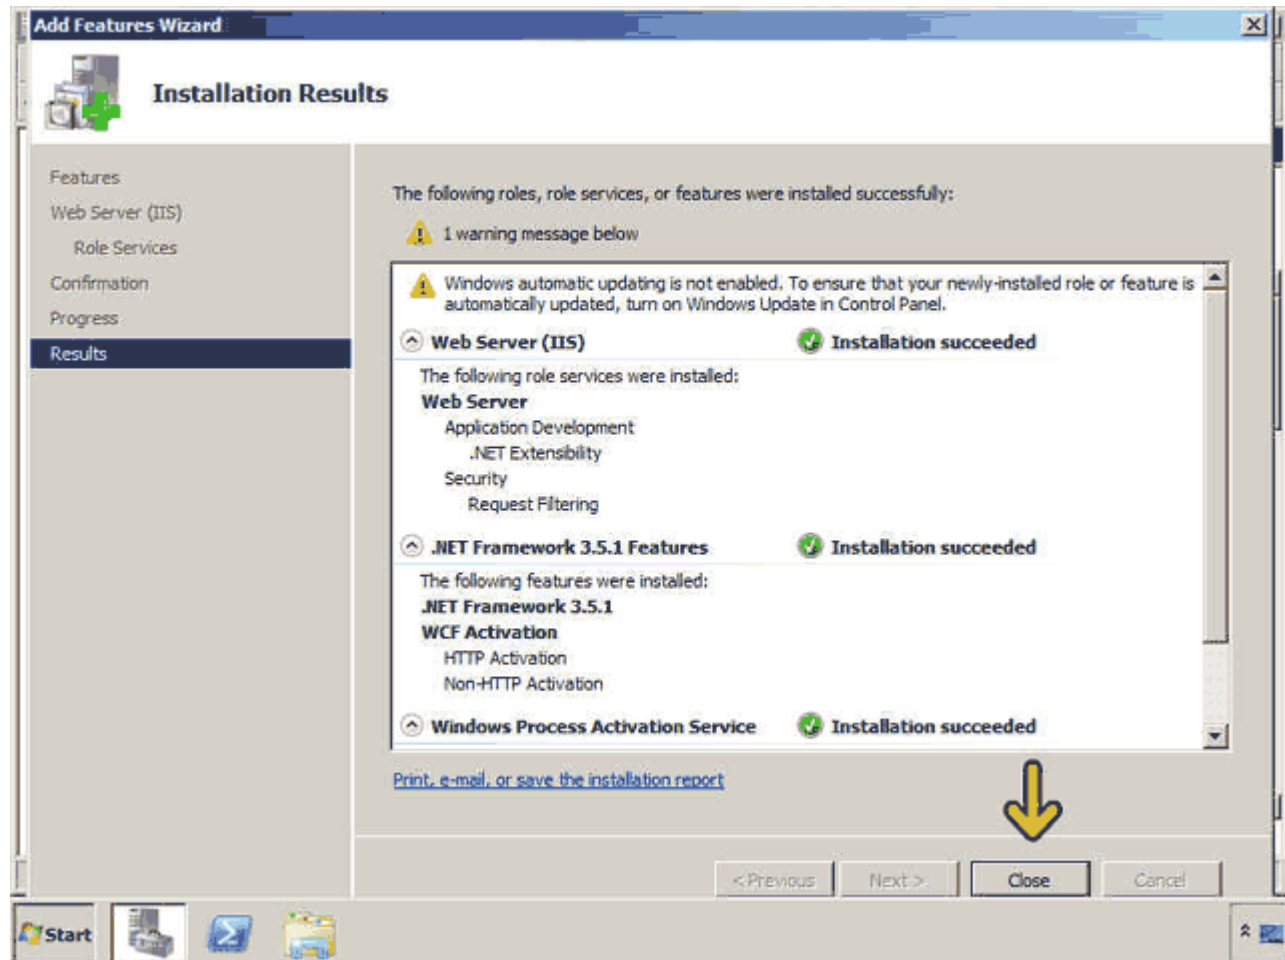 Add Features Wizard
Installation Results
Features
Web Server (IIS)
Role Services
Confirmation
Progress
Results
The following roles, role services, or features were installed successfully:
1 warning message below
Windows automatic updating is not enabled. To ensure that your newly-installed role or feature is
automatically updated, turn on Windows Update in Control Panel.
Web Server (IIS) Installation succeeded
The following role services were installed:
Web Server
Application Development
.NET Extensibility
Security
Request Filtering
.NET Framework 3.5.1 Features Installation succeeded
The following features were installed:
.NET Framework 3.5.1
WCF Activation
HTTP Activation
Non-HTTP Activation
Windows Process Activation Service Installation succeeded
Print, e-mail, or save the installation report
< Previous Next > Close Cancel
Start